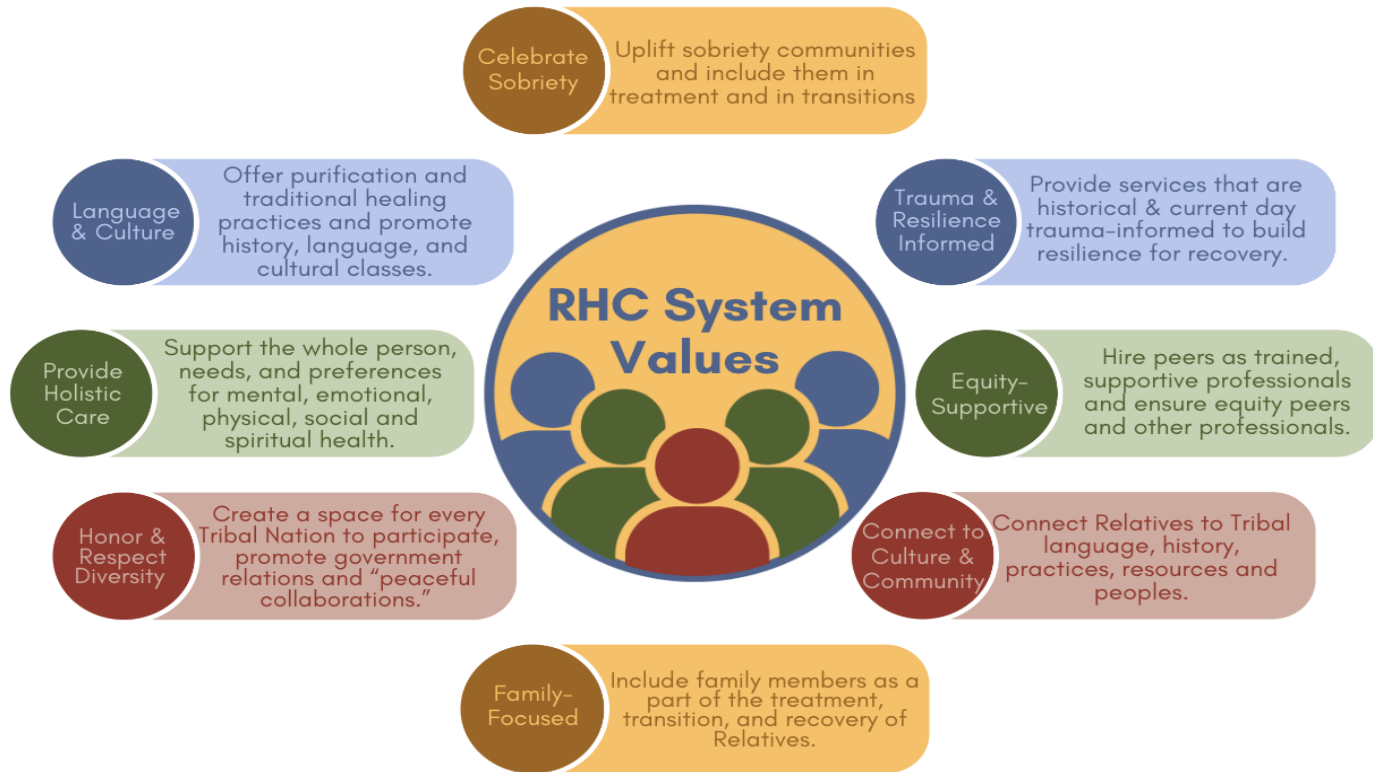 Celebrate
Sobriety
Uplift sobriety communities
and include them in
treatment and in transitions
Language
& Culture
Offer purification and
traditional healing
practices and promote
history, language, and
cultural classes.
Trauma &
Resilience
Informed
Provide services that are
historical & current day
trauma-informed to build
resilience for recovery.
RHC System
Values
Provide
Holistic
Care
Support the whole person,
needs, and preferences
for mental, emotional,
physical, social and
spiritual health.
Equity-
Supportive
Hire peers as trained,
supportive professionals
and ensure equity peers
and other professionals.
Honor &
Respect
Diversity
Create a space for every
Tribal Nation to participate,
promote government
relations and “peaceful
collaborations.”
Connect to
Culture &
Community
Connect Relatives to Tribal
language, history,
practices, resources and
peoples.
Family-
Focused
Include family members as a
part of the treatment,
transition, and recovery of
Relatives.